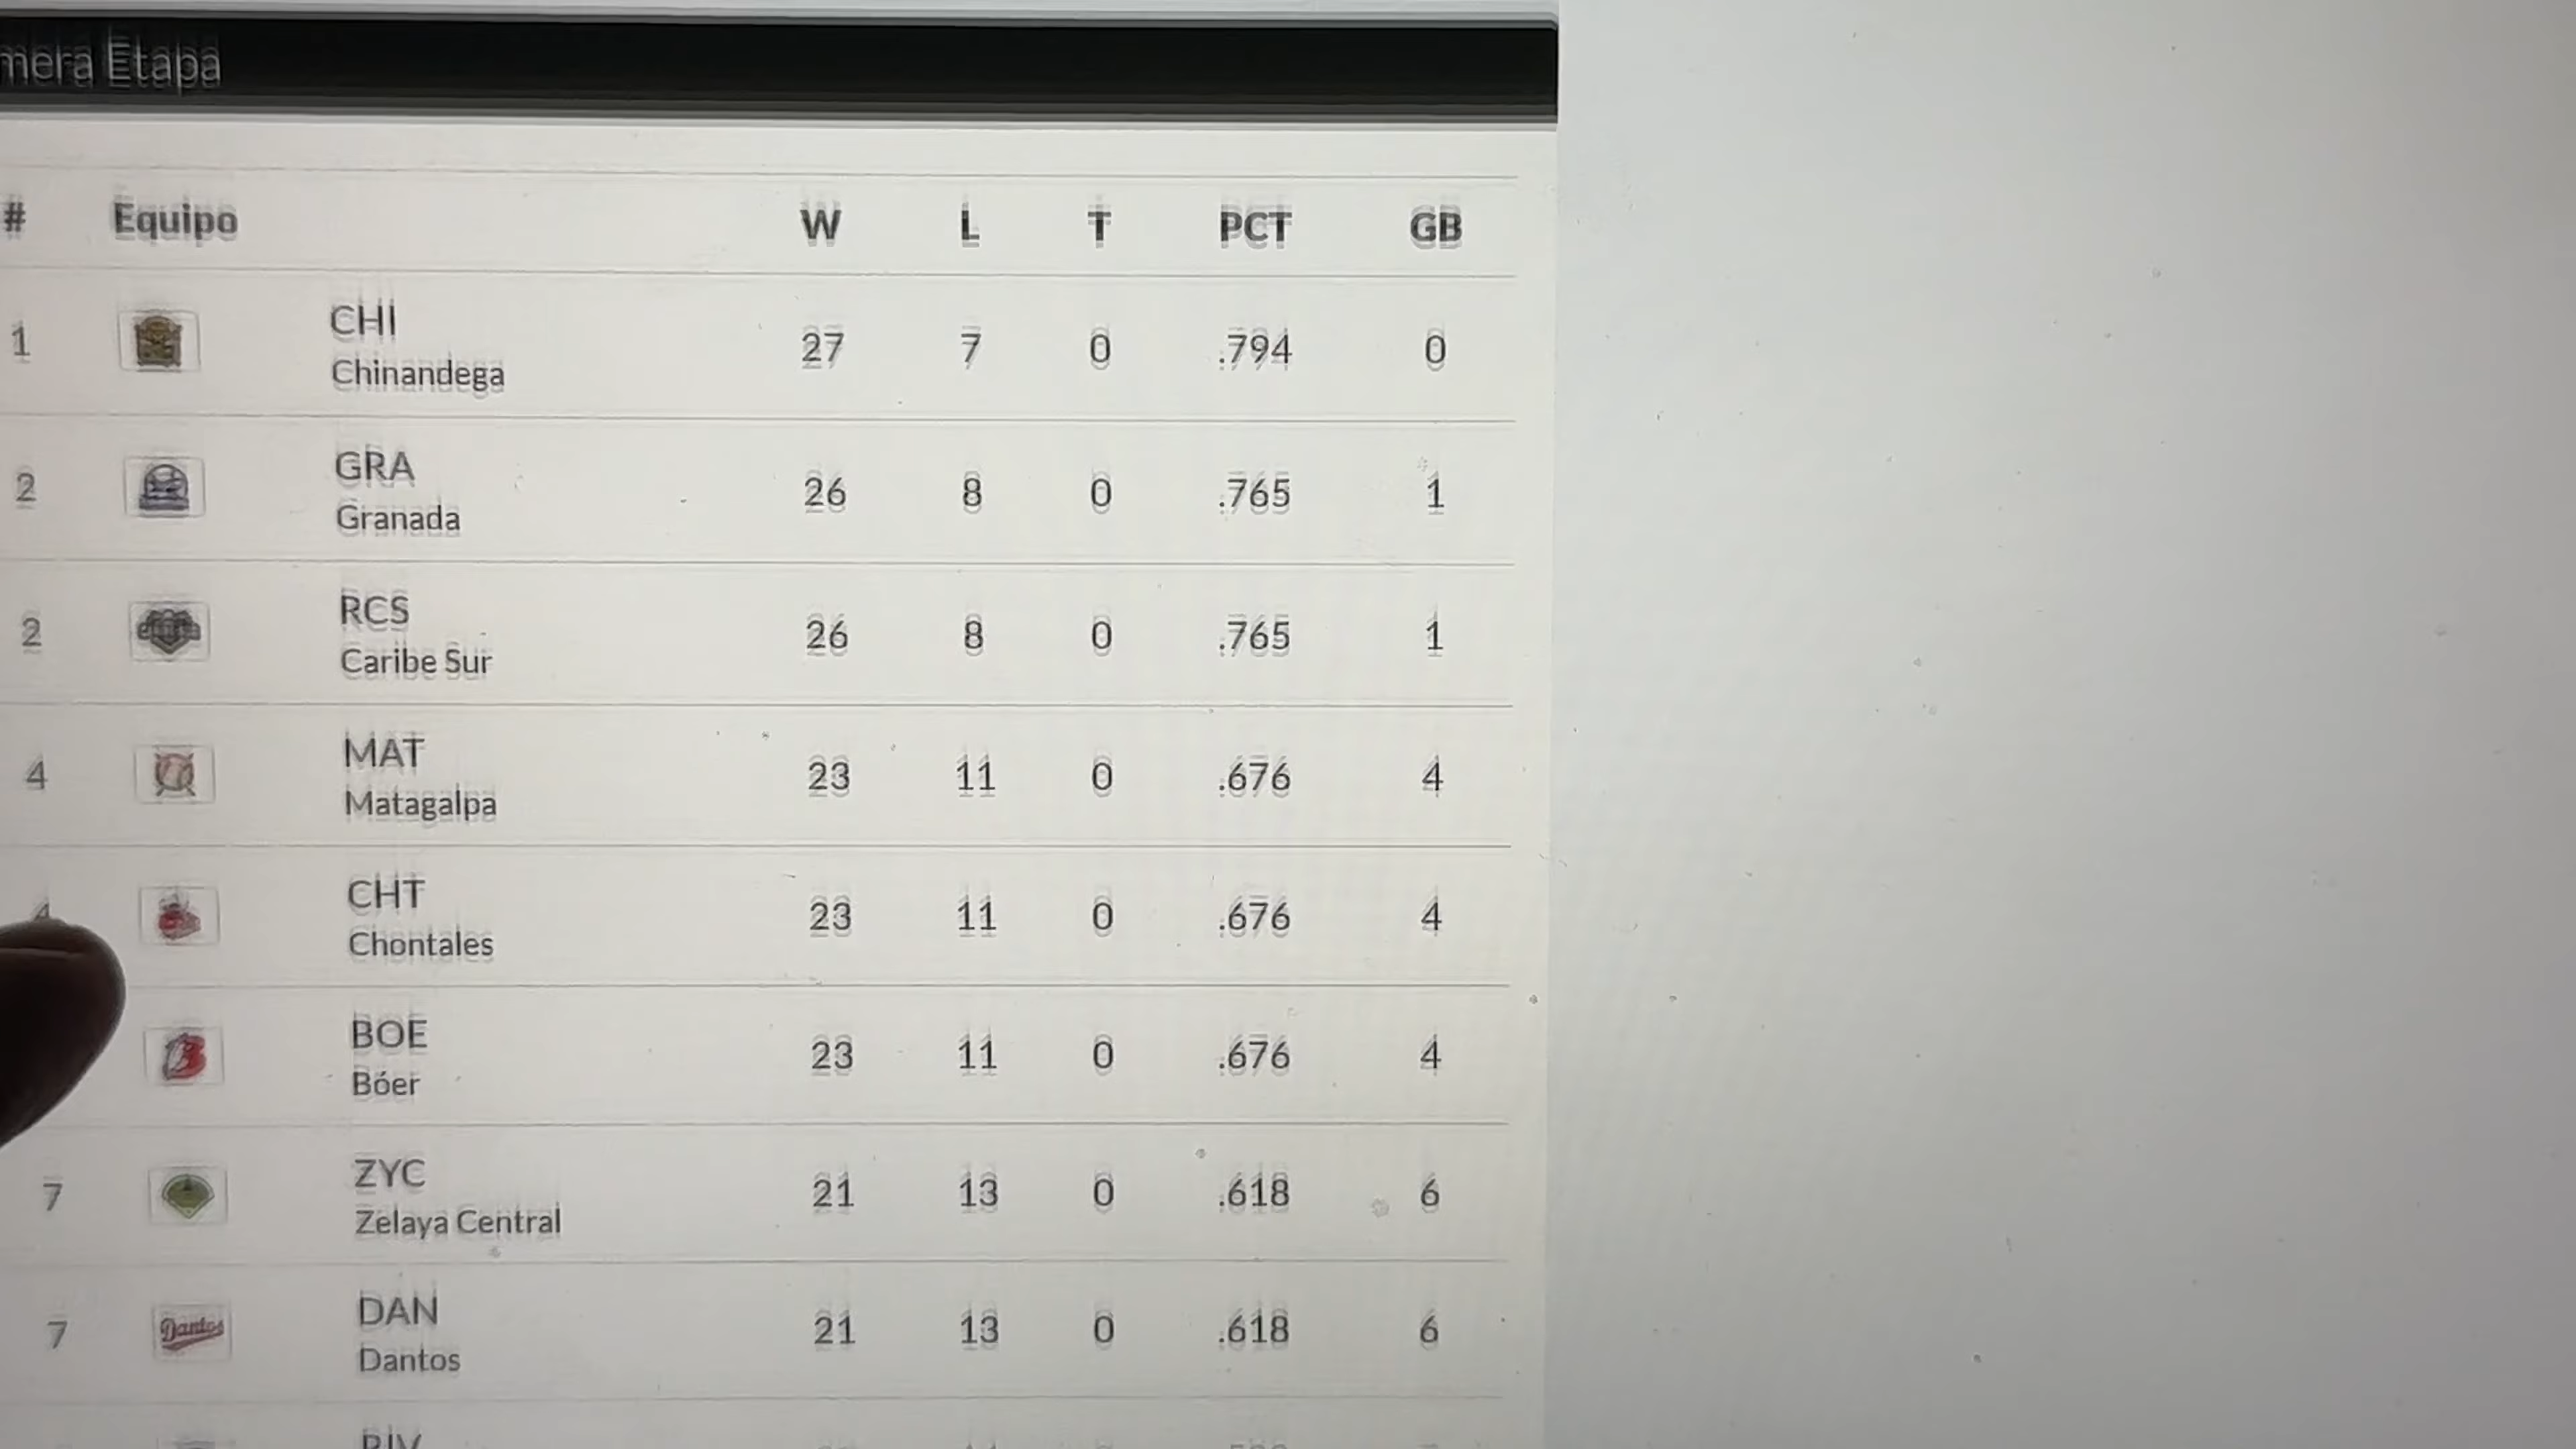 mera Etapa
# Equipo W L T PCT GB
1 CHI 27 7 0 .794 0
Chinandega
2 GRA 26 8 0 .765 1
Granada
2 RCS 26 8 0 .765 1
Caribe Sur
4 MAT 23 11 0 .676 4
Matagalpa
4 CHT 23 11 0 .676 4
Chontales
BOE 23 11 0 .676 4
Bóer
7 ZYC 21 13 0 .618 6
Zelaya Central
7 Dantos DAN 21 13 0 .618 6
Dantos
RIV